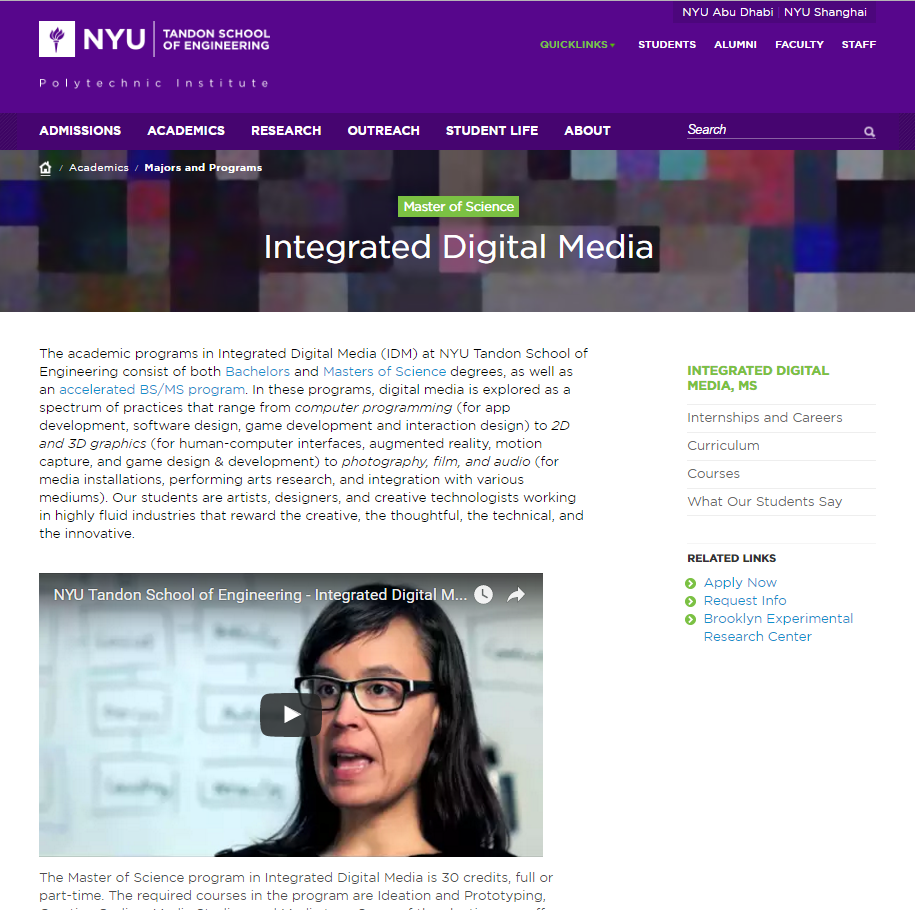 NYU Abu Dhabi NYU Shanghai
NYU TANDON SCHOOL
OF ENGINEERING
QUICKLINKS STUDENTS ALUMNI FACULTY STAFF
Polytechnic Institute
ADMISSIONS ACADEMICS RESEARCH OUTREACH STUDENT LIFE ABOUT Search
/ Academics / Majors and Programs
Master of Science
Integrated Digital Media
The academic programs in Integrated Digital Media (IDM) at NYU Tandon School of
Engineering consist of both Bachelors and Masters of Science degrees, as well as
an accelerated BS/MS program. In these programs, digital media is explored as a
spectrum of practices that range from computer programming (for app
development, software design, game development and interaction design) to 2D
and 3D graphics (for human-computer interfaces, augmented reality, motion
capture, and game design & development) to photography, film, and audio (for
media installations, performing arts research, and integration with various
mediums). Our students are artists, designers, and creative technologists working
in highly fluid industries that reward the creative, the thoughtful, the technical, and
the innovative.
NYU Tandon School of Engineering - Integrated Digital M...
The Master of Science program in Integrated Digital Media is 30 credits, full or
part-time. The required courses in the program are Ideation and Prototyping,
INTEGRATED DIGITAL
MEDIA, MS
Internships and Careers
Curriculum
Courses
What Our Students Say
RELATED LINKS
Apply Now
Request Info
Brooklyn Experimental
Research Center